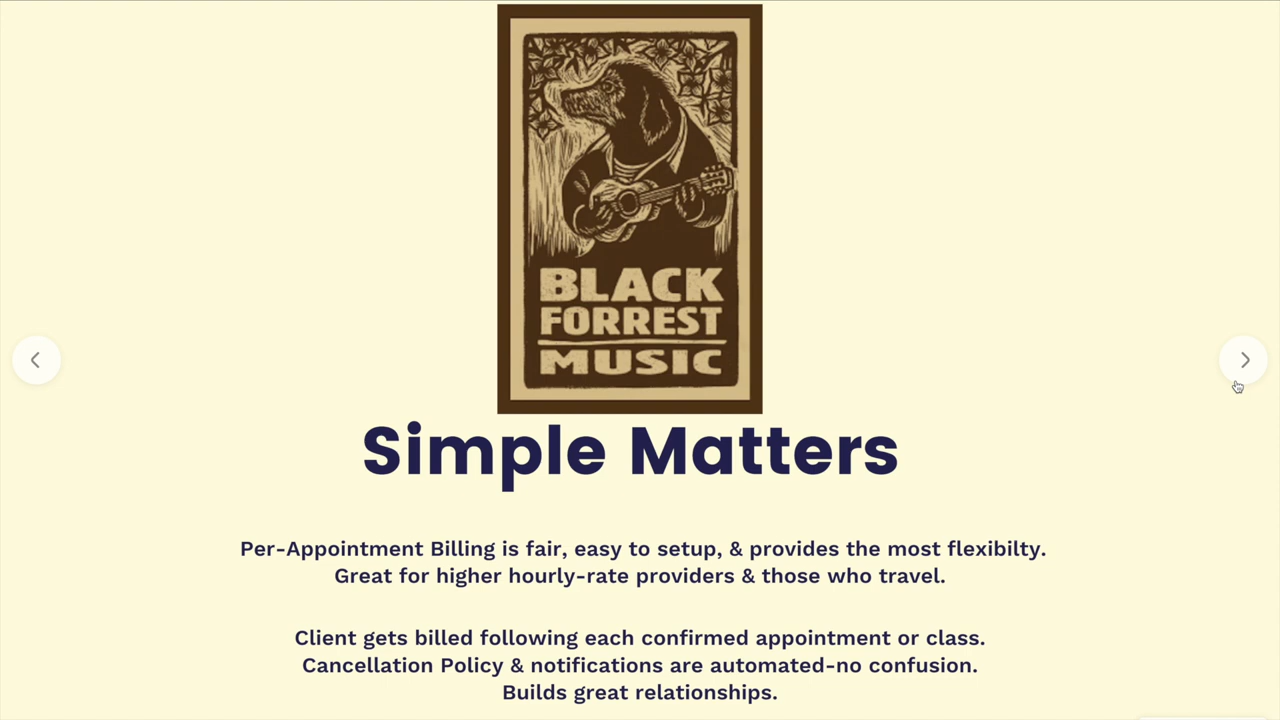 BLACK
FORREST
MUSIC
Simple Matters
Per-Appointment Billing is fair, easy to setup, & provides the most flexibilty.
Great for higher hourly-rate providers & those who travel.
Client gets billed following each confirmed appointment or class.
Cancellation Policy & notifications are automated-no confusion.
Builds great relationships.